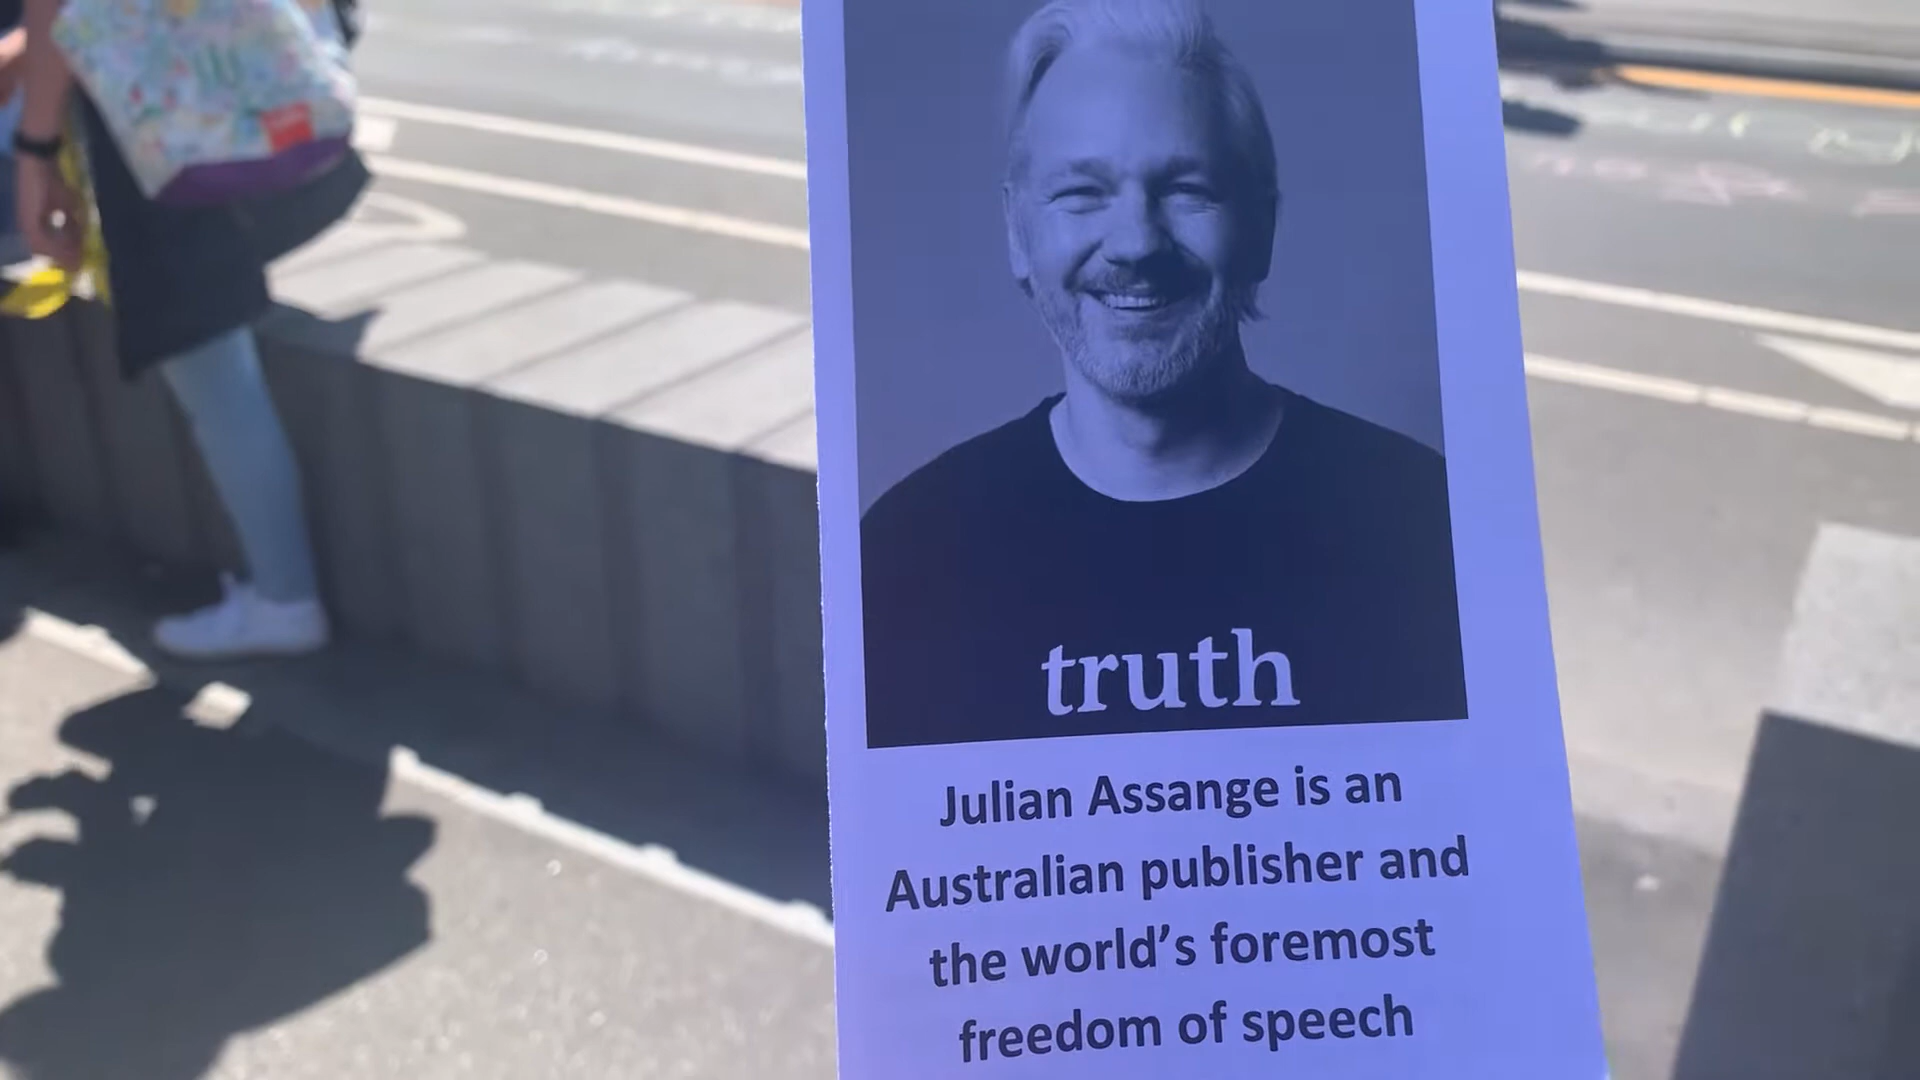 truth
Julian Assange is an
Australian publisher and
the world's foremost
freedom of speech